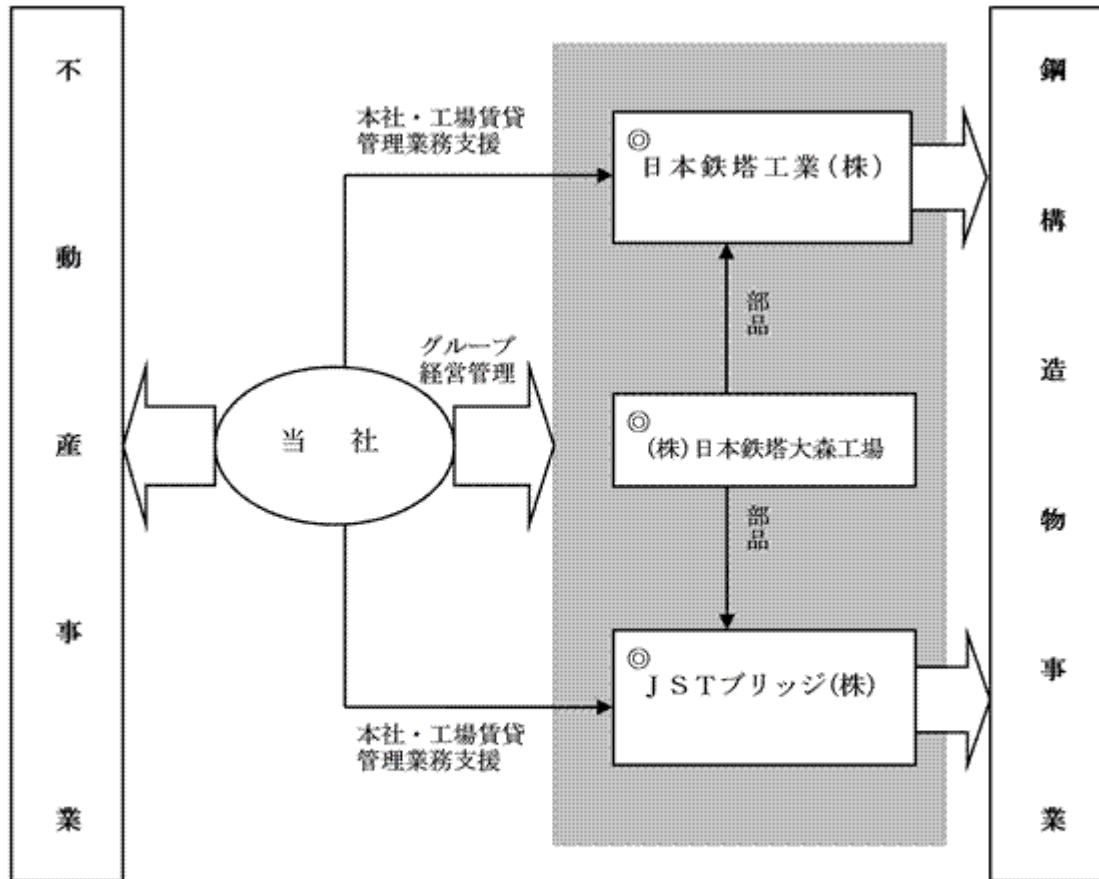 不動産事業
本社・工場賃貸
管理業務支援
グループ
経営管理
当社
本社・工場賃貸
管理業務支援
◎
日本鉄塔工業(株)
部品
◎
(株)日本鉄塔大森工場
部品
◎
JSTブリッジ(株)
鋼構造物事業